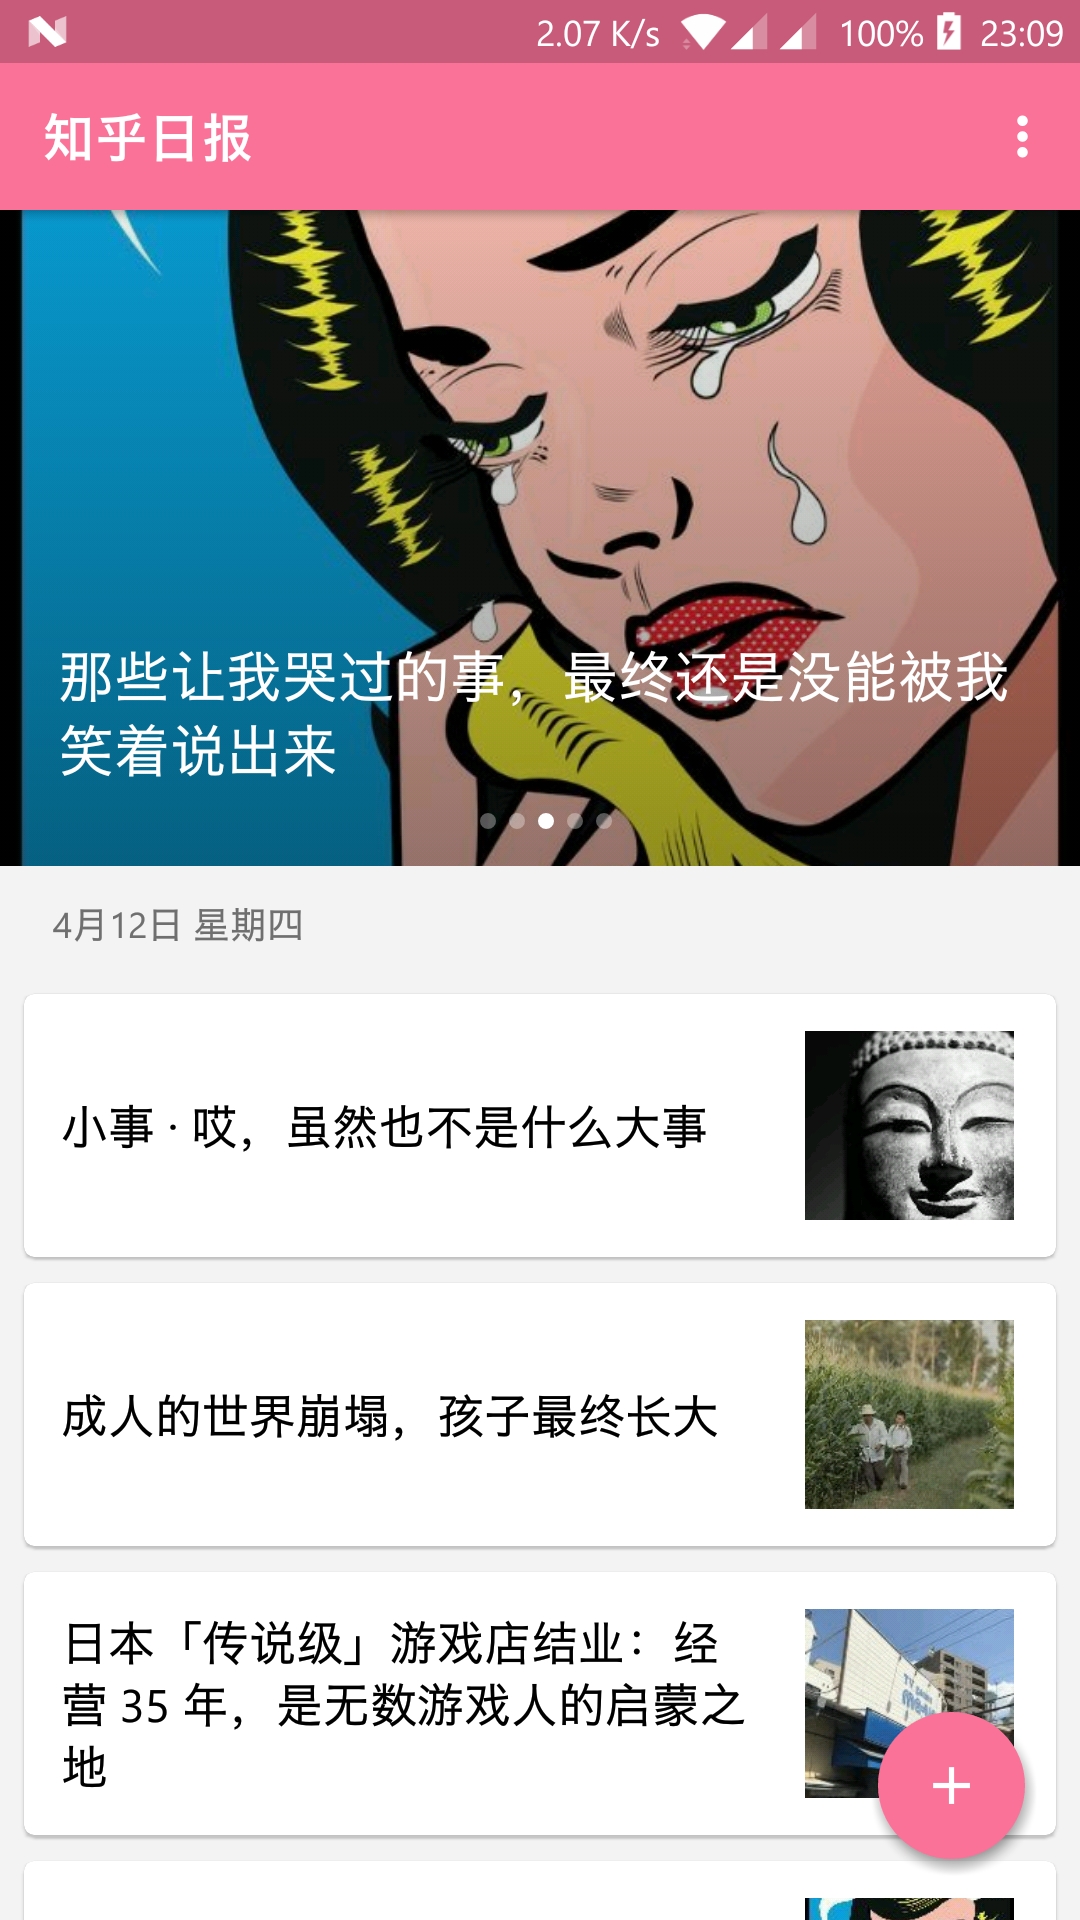 2.07 K/s 100% 23:09
知乎日报
那些让我哭过的事，最终还是没能被我
笑着说出来
4月12日 星期四
小事 · 哎，虽然也不是什么大事
成人的世界崩塌，孩子最终长大
日本「传说级」游戏店结业：经
营 35 年，是无数游戏人的启蒙之
地